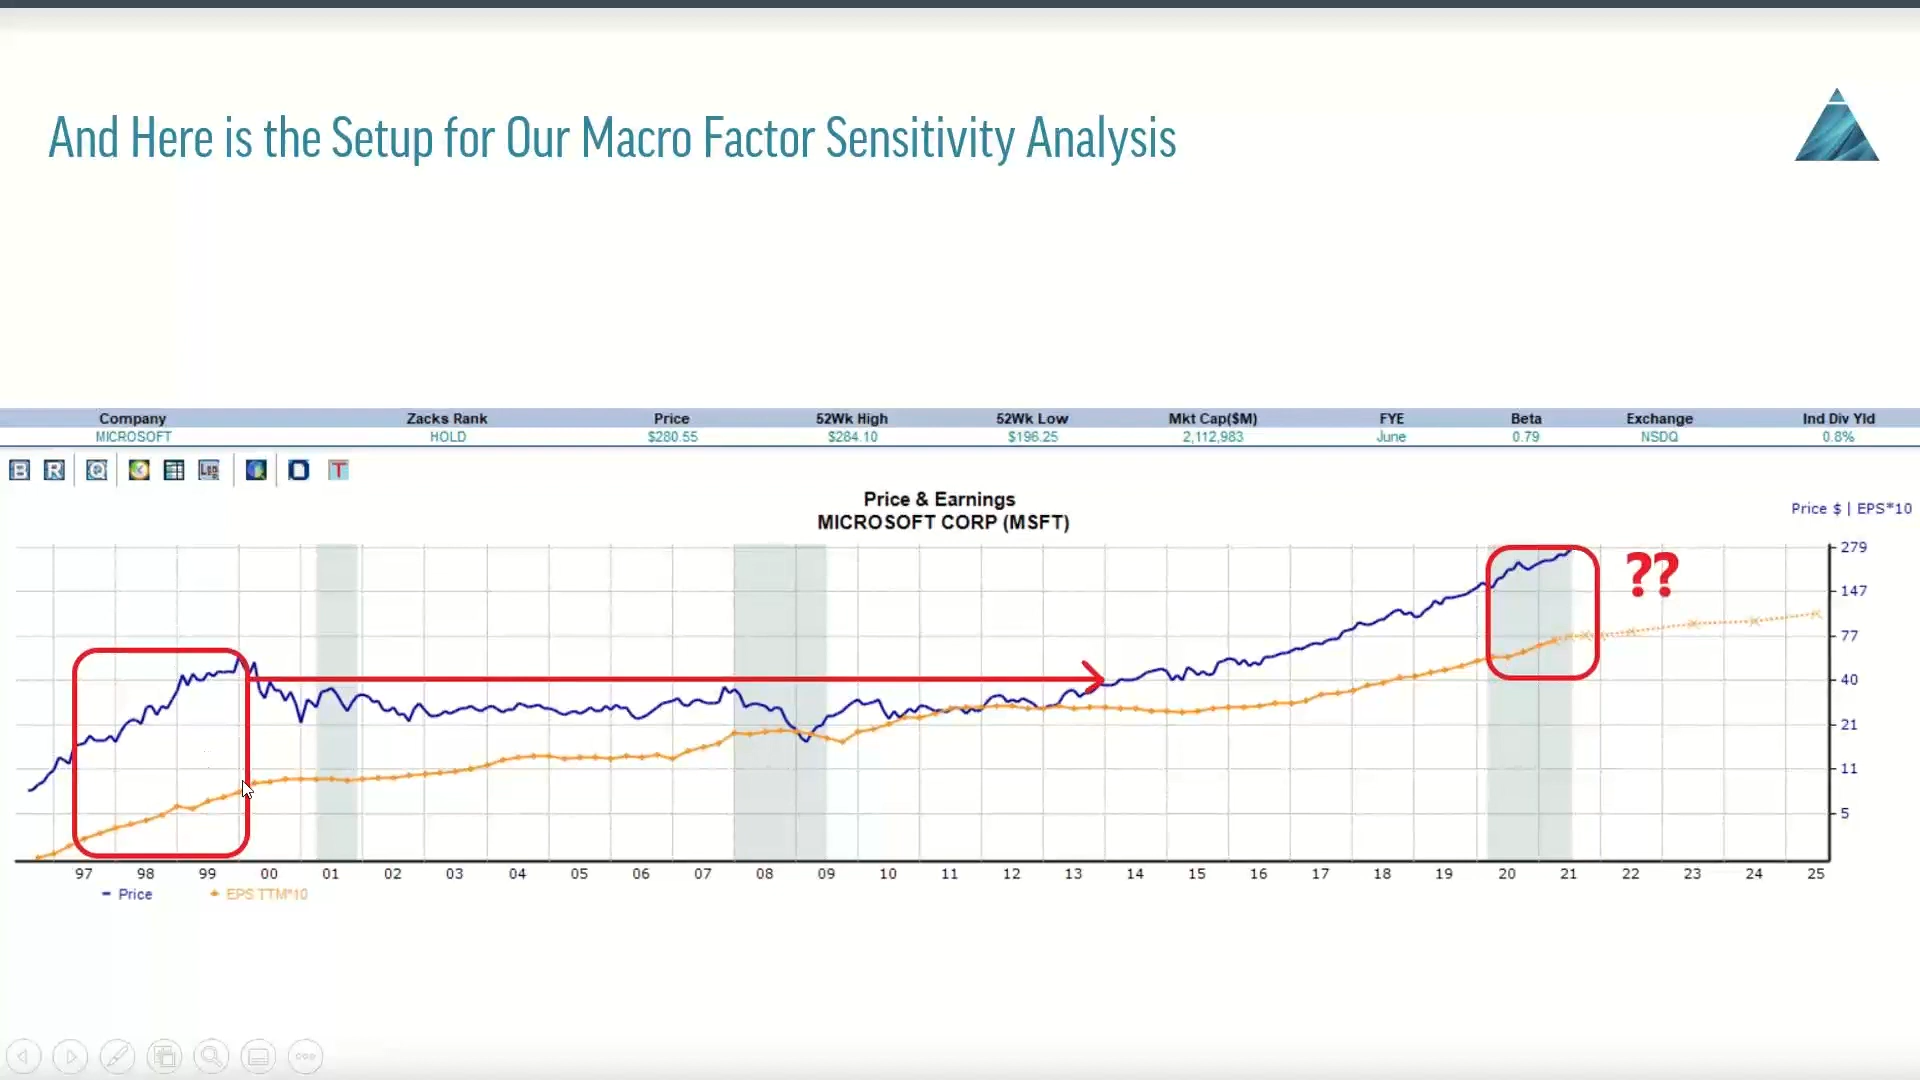 And Here is the Setup for Our Macro Factor Sensitivity Analysis
Company Zacks Rank Price 52Wk High 52Wk Low Mkt Cap($M) FYE Beta Exchange Ind Div Yld
MICROSOFT HOLD $280.55 $284.10 $196.25 2,112,983 June 0.79 NSDQ 0.8%
B R Log T
Price & Earnings
MICROSOFT CORP (MSFT)
Price $ | EPS*10
279
??
147
77
40
21
11
5
97 98 99 00 01 02 03 04 05 06 07 08 09 10 11 12 13 14 15 16 17 18 19 20 21 22 23 24 25
Price EPS TTM*10